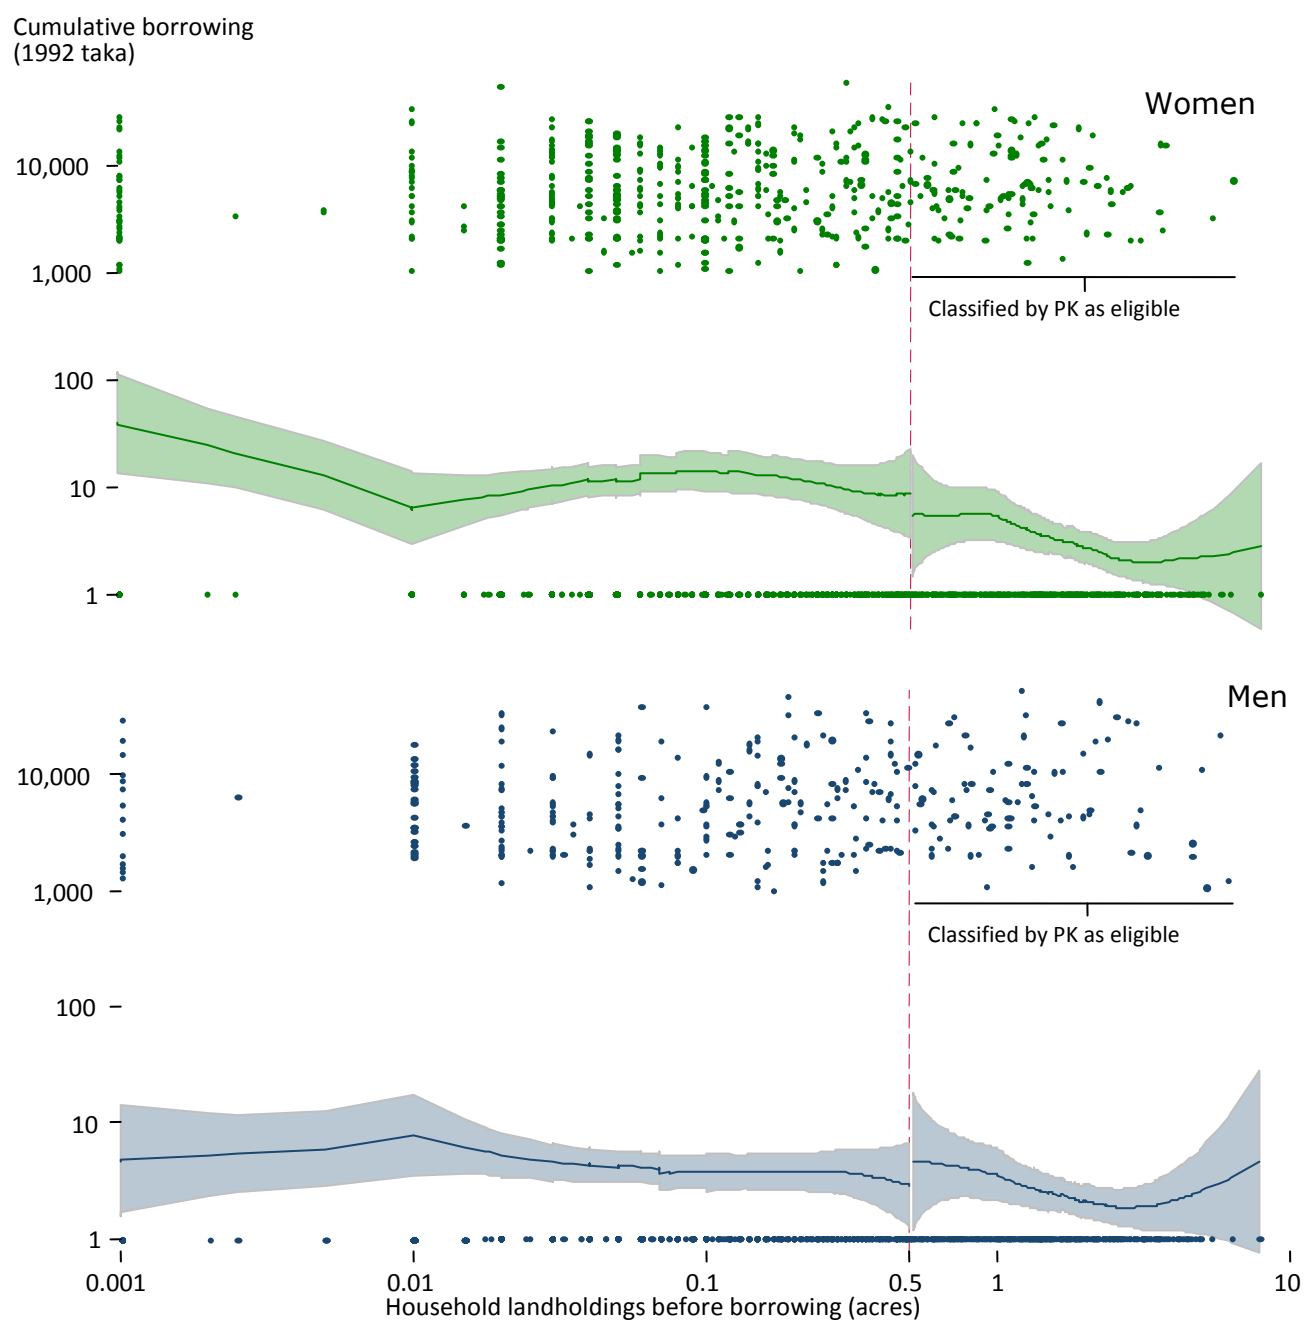 Cumulative borrowing
(1992 taka)
Women
10,000
1,000
Classified by PK as eligible
100
10
1
Men
10,000
1,000
Classified by PK as eligible
100
10
1
0.001 0.01 0.1 0.5 1 10
Household landholdings before borrowing (acres)